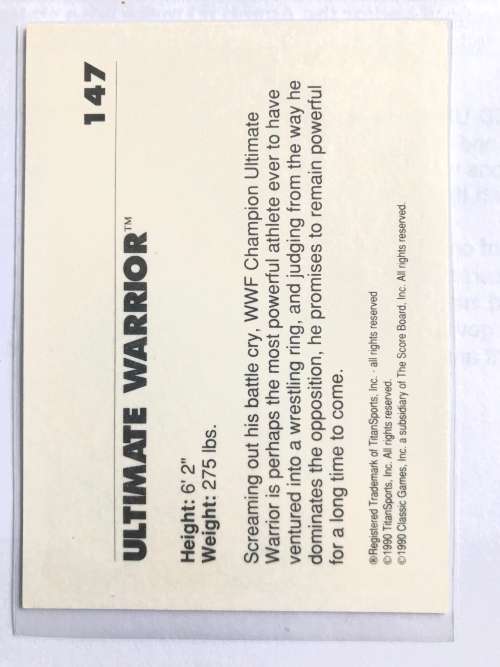 147
ULTIMATE WARRIOR™
Height: 6' 2"
Weight: 275 lbs.
Screaming out his battle cry, WWF Champion Ultimate
Warrior is perhaps the most powerful athlete ever to have
ventured into a wrestling ring, and judging from the way he
dominates the opposition, he promises to remain powerful
for a long time to come.
®Registered Trademark of TitanSports, Inc. - all rights reserved
©1990 TitanSports, Inc. All rights reserved.
©1990 Classic Games, Inc. a subsidiary of The Score Board, Inc. All rights reserved.